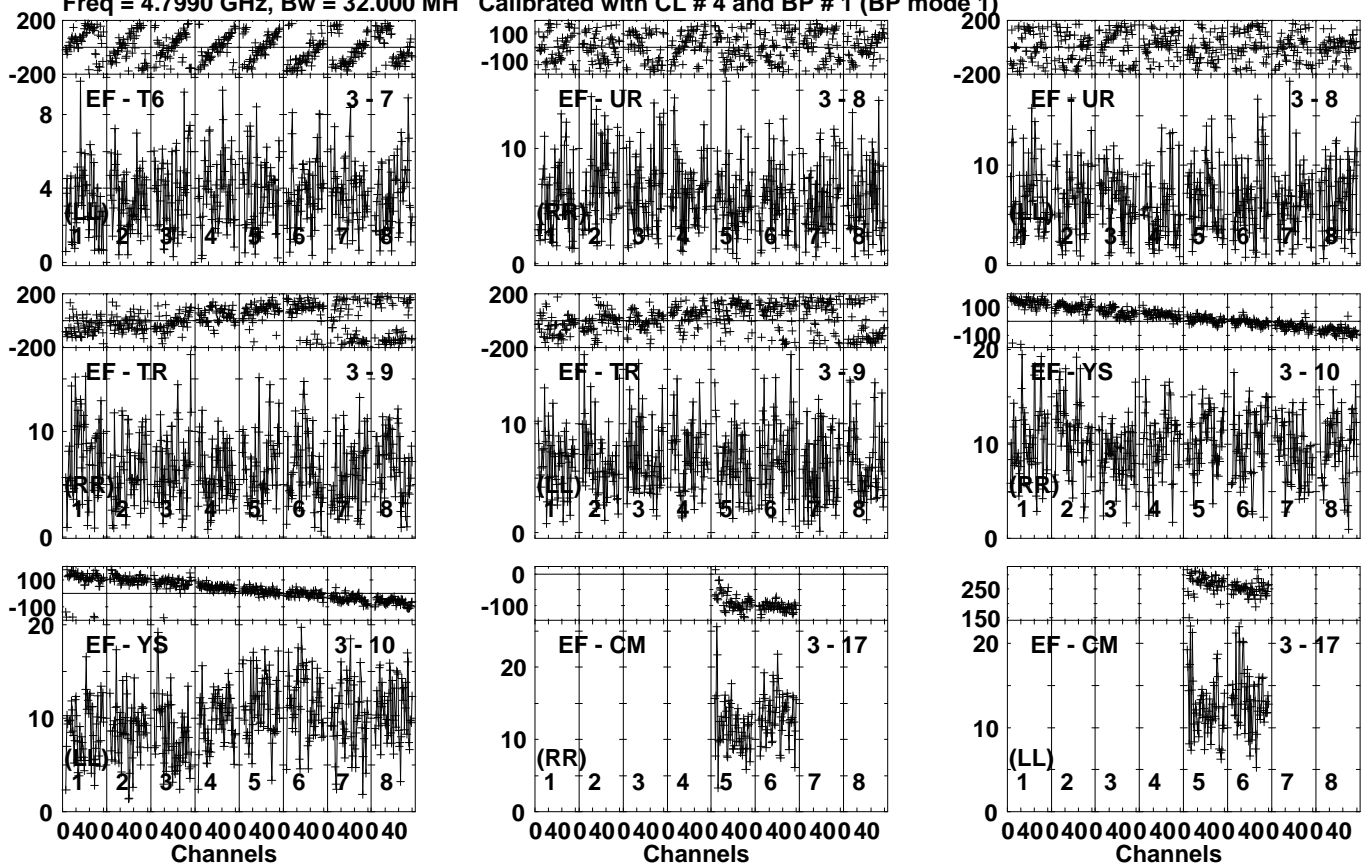 Freq = 4.7990 GHz, Bw = 32.000 MH Calibrated with CL # 4 and BP # 1 (BP mode 1)
200 100 200
-200 -100 -200
EF - T6 3 - 7 EF - UR 3 - 8 EF - UR 3 - 8
8 10 10
4
0 0 0
(LL) (RR) (LL)
1 2 3 4 5 6 7 8 1 2 3 4 5 6 7 8 1 2 3 4 5 6 7 8
200 200 100
-200 -200 -100
20
EF - TR 3 - 9 EF - TR 3 - 9 EF - YS 3 - 10
10 10 10
0 0 0
(RR) (LL) (RR)
1 2 3 4 5 6 7 8 1 2 3 4 5 6 7 8 1 2 3 4 5 6 7 8
100 0 250
-100 -100 150
20
EF - YS 3 - 10 EF - CM 3 - 17 EF - CM 3 - 17
20 20
10 10 10
(LL) (RR) (LL)
1 2 3 4 5 6 7 8 1 2 3 4 5 6 7 8 1 2 3 4 5 6 7 8
0 0 0
0 40 0 40 0 40 0 40 0 40 0 40 0 40 0 40 0 40 0 40 0 40 0 40 0 40 0 40 0 40 0 40 0 40 0 40 0 40 0 40 0 40 0 40 0 40 0 40
Channels Channels Channels